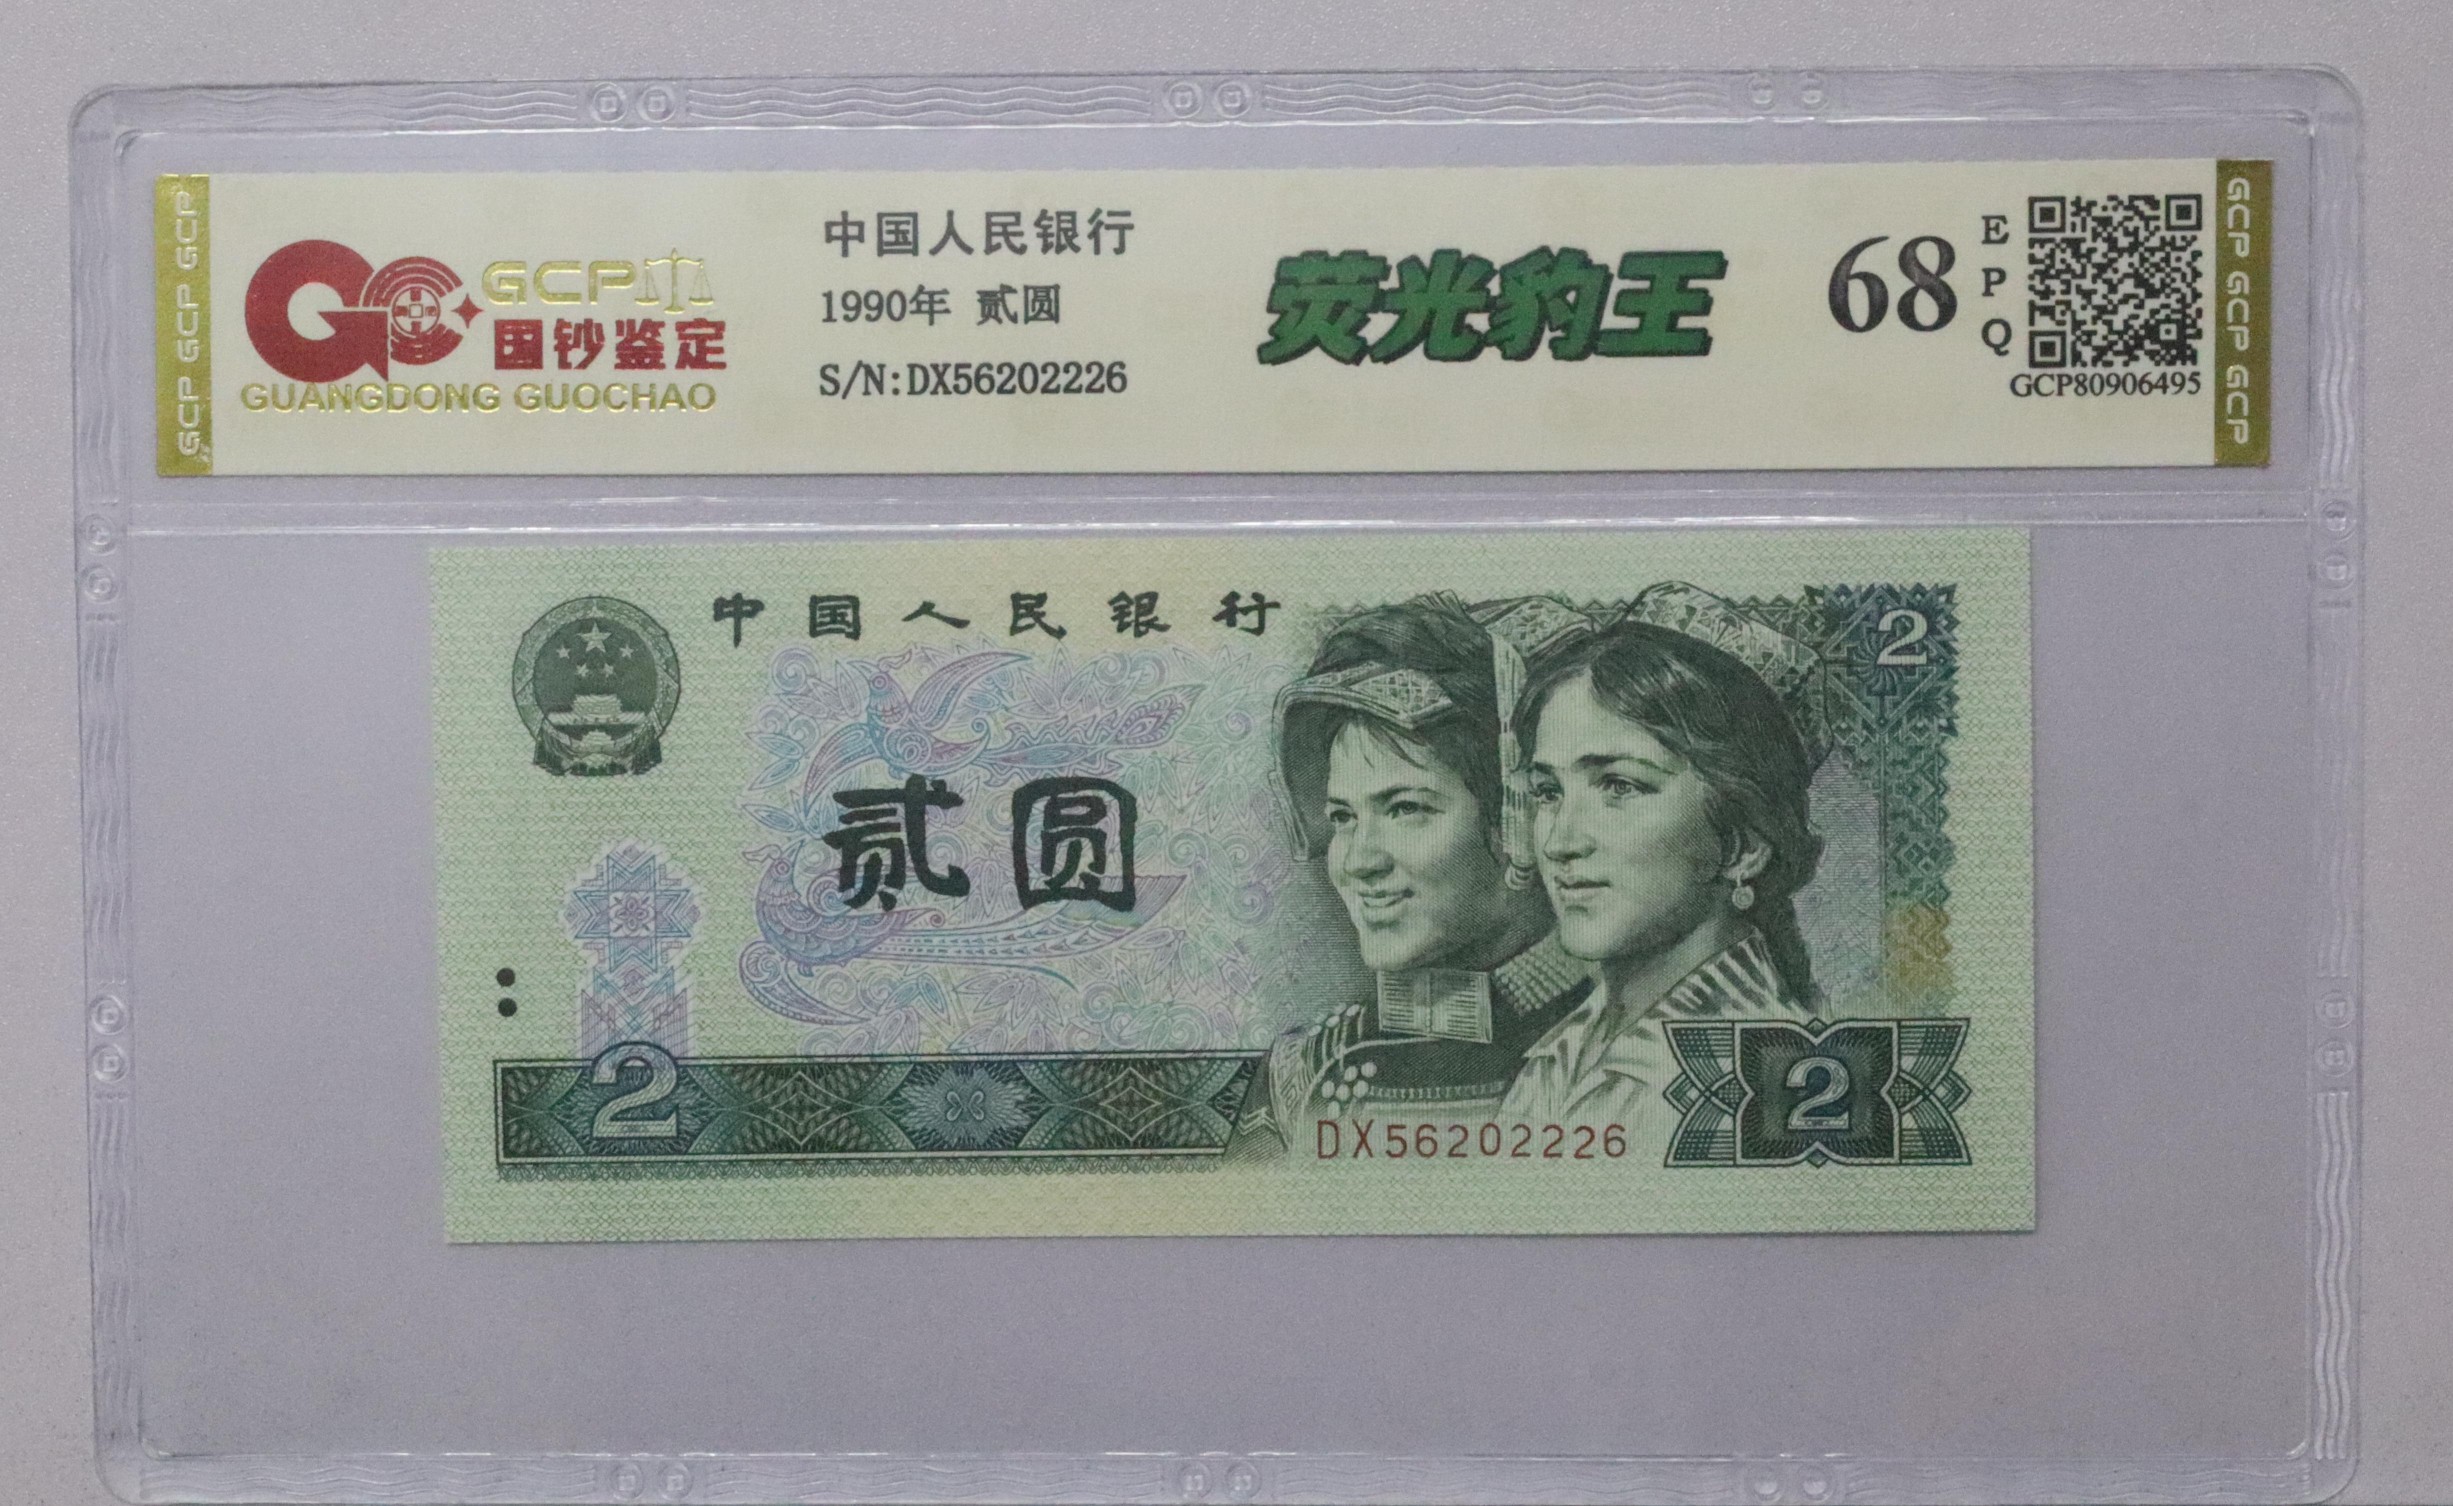 GCP GCP GCP
GCP
国钞鉴定
GUANGDONG GUOCHAO
中国人民银行
1990年 贰圆
S/N:DX56202226
荧光豹王
68
EPQ
GCP80906495
GCP GCP GCP
中国人民银行
2
贰圆
2
DX56202226
2